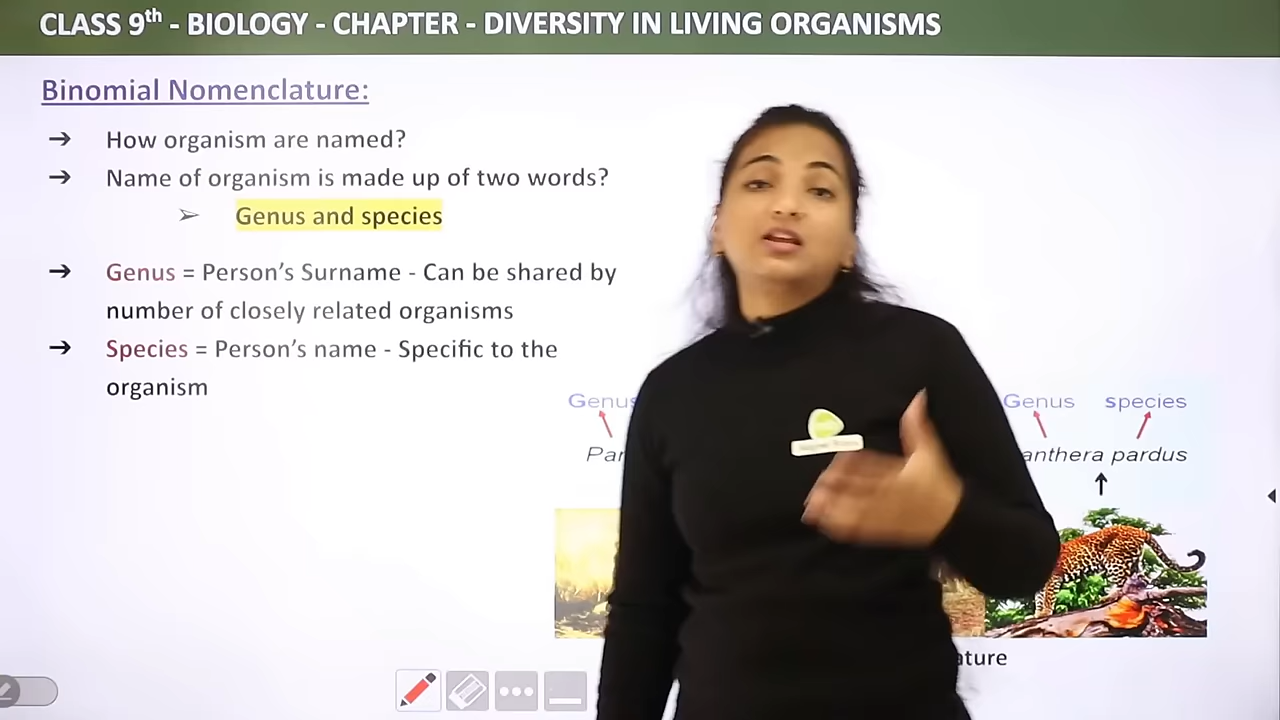 CLASS 9th - BIOLOGY - CHAPTER - DIVERSITY IN LIVING ORGANISMS
Binomial Nomenclature:
→ How organism are named?
→ Name of organism is made up of two words?
➢ Genus and species
→ Genus = Person’s Surname - Can be shared by
number of closely related organisms
→ Species = Person’s name - Specific to the
organism
Genus Genus species
pardus